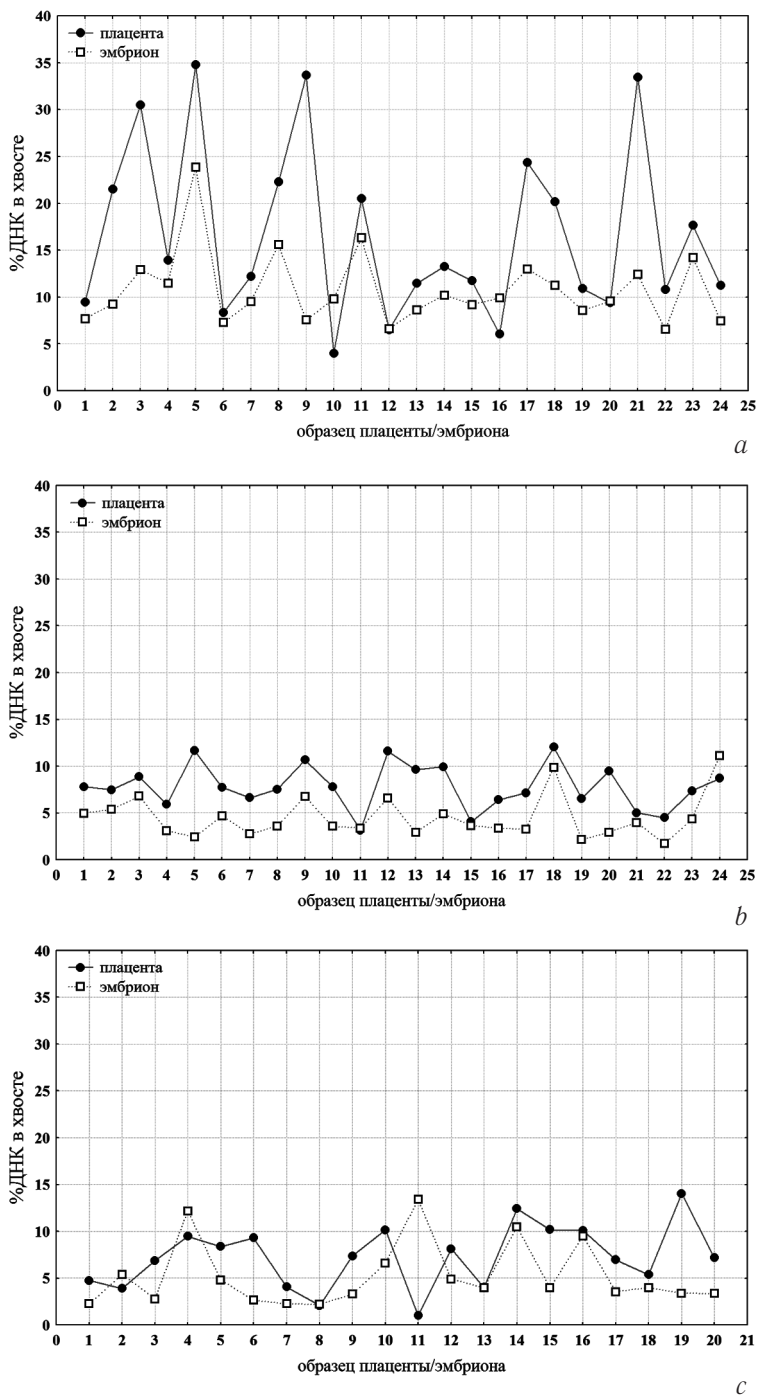 40
плацента
эмбрион
35
30
25
20
15
10
5
0
%ДНК в хвосте
0 1 2 3 4 5 6 7 8 9 10 11 12 13 14 15 16 17 18 19 20 21 22 23 24 25
образец плаценты/эмбриона
a
40
плацента
эмбрион
35
30
25
20
15
10
5
0
%ДНК в хвосте
0 1 2 3 4 5 6 7 8 9 10 11 12 13 14 15 16 17 18 19 20 21 22 23 24 25
образец плаценты/эмбриона
b
40
плацента
эмбрион
35
30
25
20
15
10
5
0
%ДНК в хвосте
0 1 2 3 4 5 6 7 8 9 10 11 12 13 14 15 16 17 18 19 20 21
образец плаценты/эмбриона
c